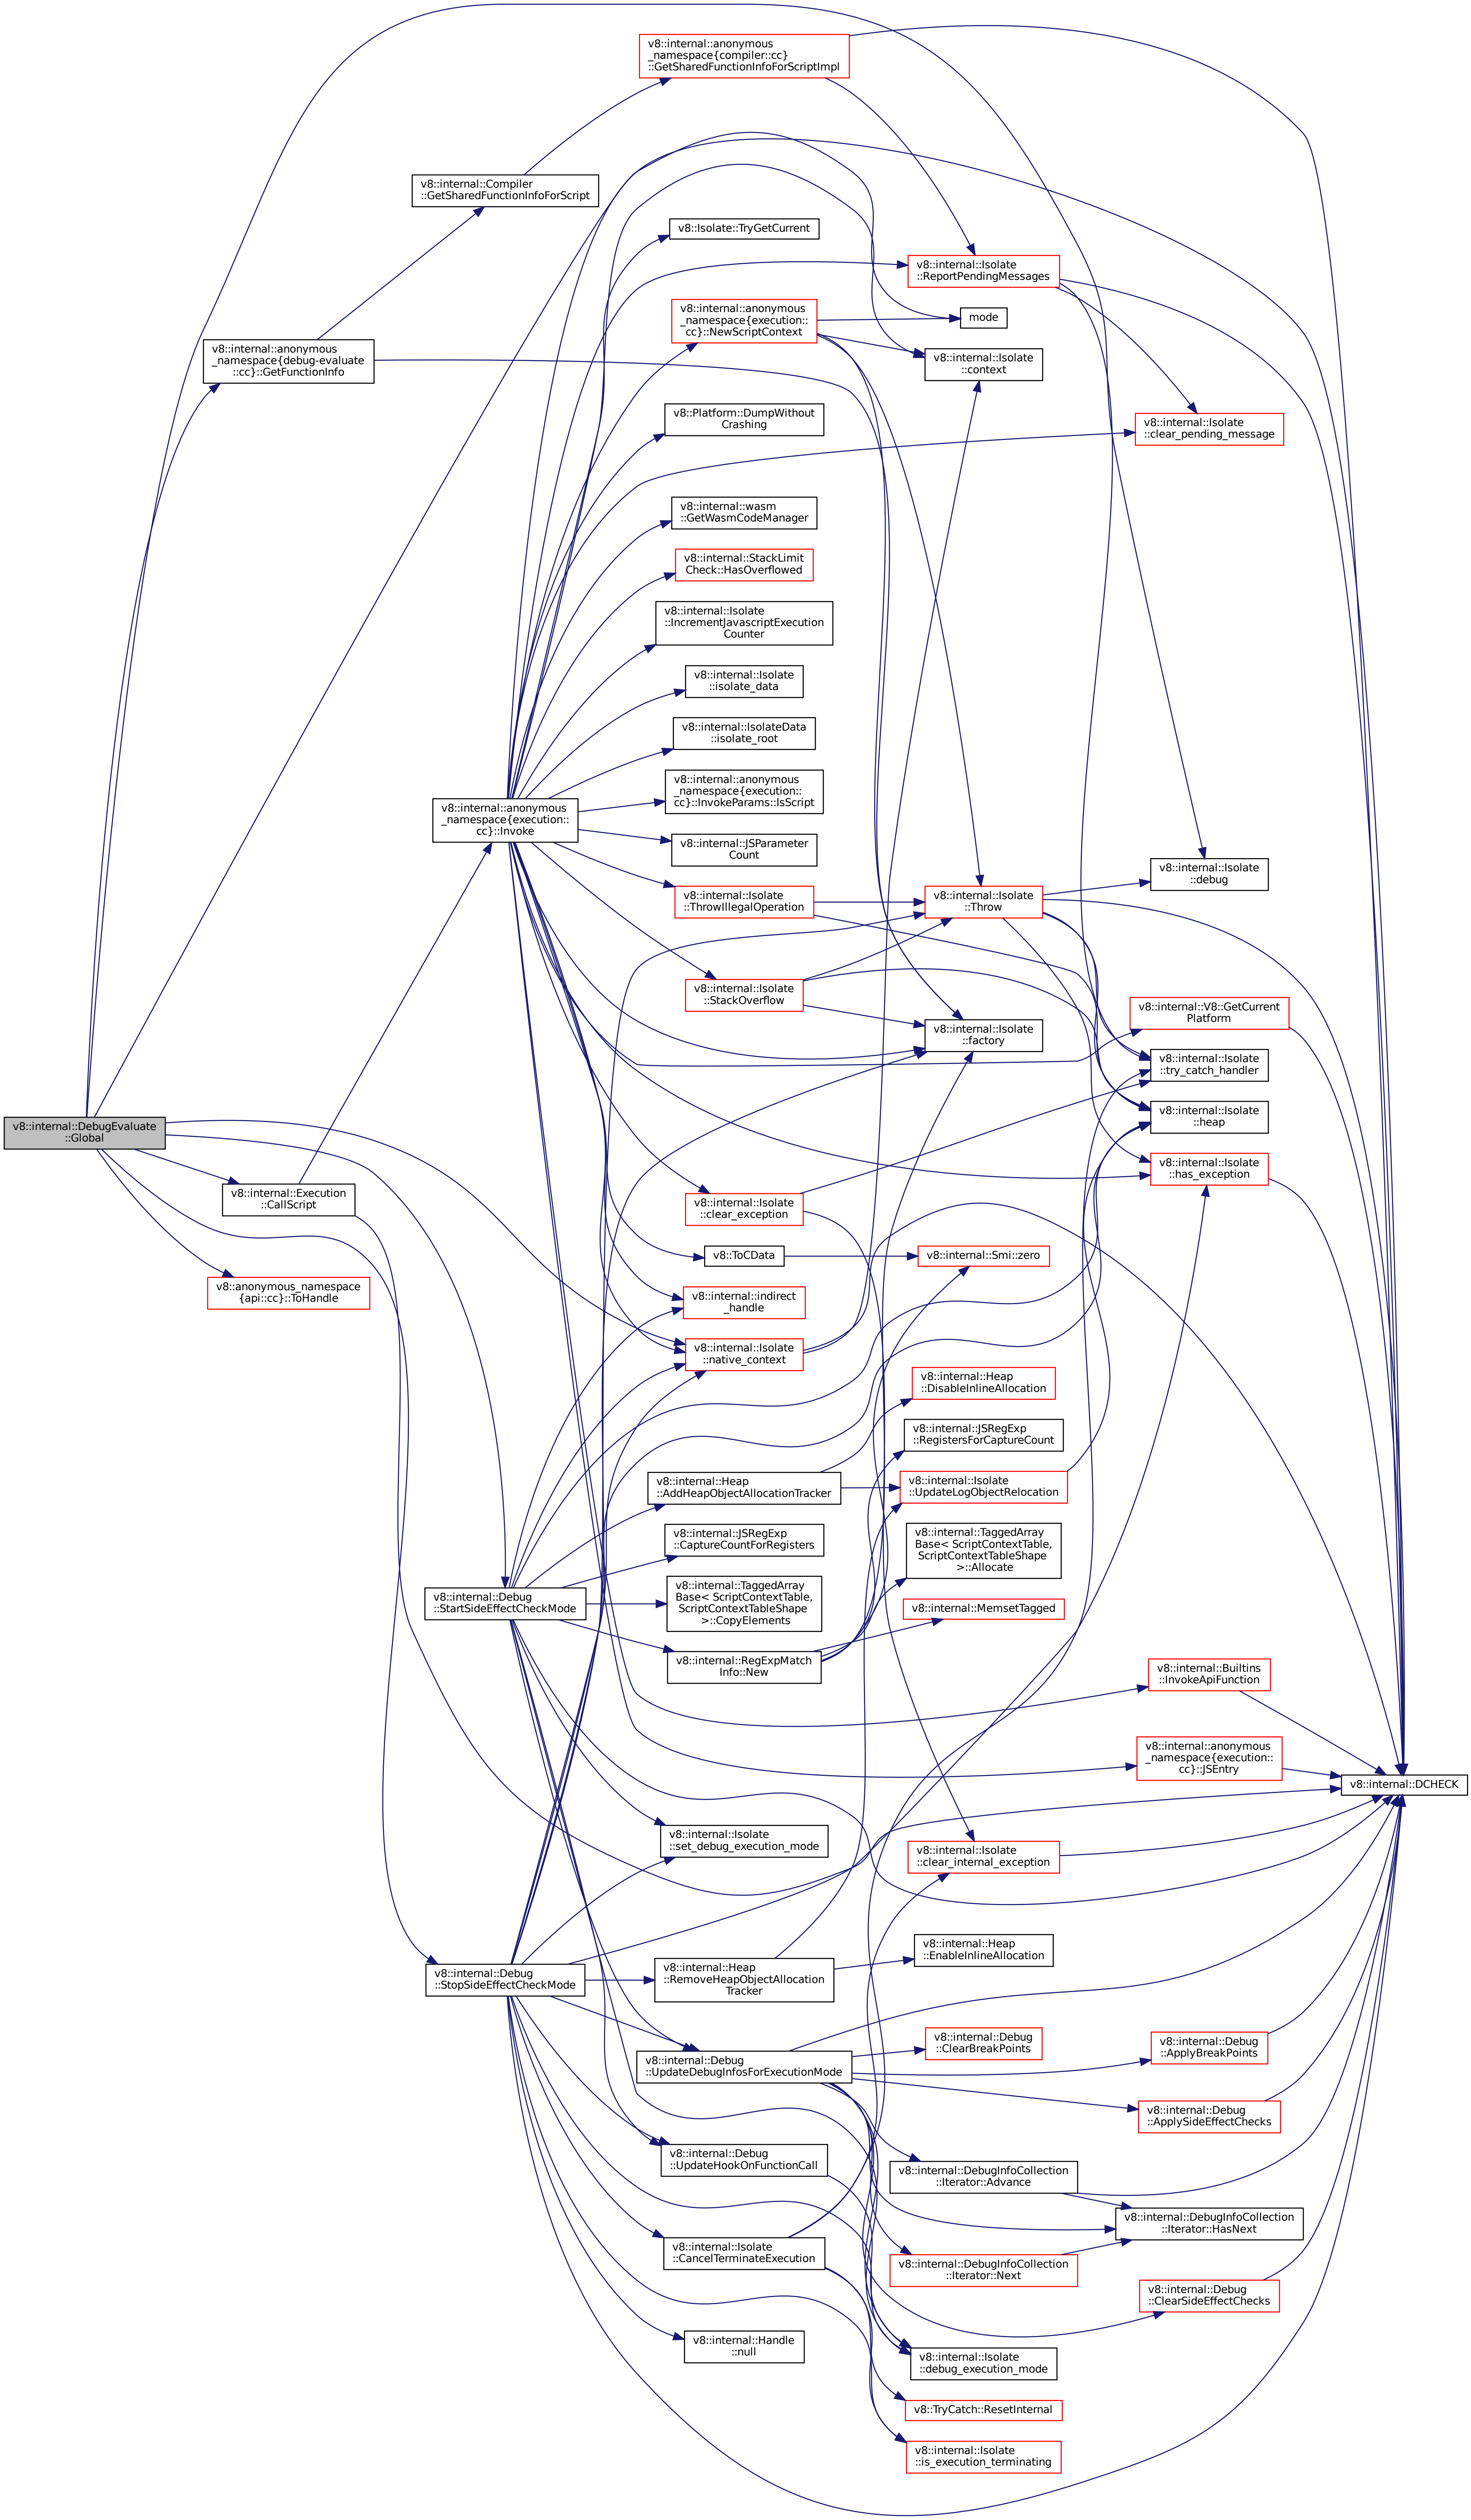 v8::internal::anonymous
_namespace{compiler::cc}
::GetSharedFunctionInfoForScriptImpl
v8::internal::Compiler
::GetSharedFunctionInfoForScript
v8::Isolate::TryGetCurrent
v8::internal::Isolate
::ReportPendingMessages
v8::internal::anonymous
_namespace{execution::
cc}::NewScriptContext
mode
v8::internal::anonymous
_namespace{debug-evaluate
::cc}::GetFunctionInfo
v8::internal::Isolate
::context
v8::Platform::DumpWithout
Crashing
v8::internal::Isolate
::clear_pending_message
v8::internal::wasm
::GetWasmCodeManager
v8::internal::StackLimit
Check::HasOverflowed
v8::internal::Isolate
::IncrementJavascriptExecution
Counter
v8::internal::Isolate
::isolate_data
v8::internal::IsolateData
::isolate_root
v8::internal::anonymous
_namespace{execution::
cc}::InvokeParams::IsScript
v8::internal::anonymous
_namespace{execution::
cc}::Invoke
v8::internal::JSParameter
Count
v8::internal::Isolate
::debug
v8::internal::Isolate
::ThrowIllegalOperation
v8::internal::Isolate
::Throw
v8::internal::Isolate
::StackOverflow
v8::internal::V8::GetCurrent
Platform
v8::internal::Isolate
::factory
v8::internal::Isolate
::try_catch_handler
v8::internal::DebugEvaluate
::Global
v8::internal::Isolate
::heap
v8::internal::Isolate
::has_exception
v8::internal::Execution
::CallScript
v8::internal::Isolate
::clear_exception
v8::ToCData
v8::internal::Smi::zero
v8::anonymous_namespace
{api::cc}::ToHandle
v8::internal::indirect
_handle
v8::internal::Isolate
::native_context
v8::internal::Heap
::DisableInlineAllocation
v8::internal::JSRegExp
::RegistersForCaptureCount
v8::internal::Heap
::AddHeapObjectAllocationTracker
v8::internal::Isolate
::UpdateLogObjectRelocation
v8::internal::JSRegExp
::CaptureCountForRegisters
v8::internal::TaggedArray
Base< ScriptContextTable,
ScriptContextTableShape
>::Allocate
v8::internal::Debug
::StartSideEffectCheckMode
v8::internal::TaggedArray
Base< ScriptContextTable,
ScriptContextTableShape
>::CopyElements
v8::internal::MemsetTagged
v8::internal::RegExpMatch
Info::New
v8::internal::Builtins
::InvokeApiFunction
v8::internal::anonymous
_namespace{execution::
cc}::JSEntry
v8::internal::DCHECK
v8::internal::Isolate
::set_debug_execution_mode
v8::internal::Isolate
::clear_internal_exception
v8::internal::Heap
::EnableInlineAllocation
v8::internal::Debug
::StopSideEffectCheckMode
v8::internal::Heap
::RemoveHeapObjectAllocation
Tracker
v8::internal::Debug
::ClearBreakPoints
v8::internal::Debug
::ApplyBreakPoints
v8::internal::Debug
::UpdateDebugInfosForExecutionMode
v8::internal::Debug
::ApplySideEffectChecks
v8::internal::Debug
::UpdateHookOnFunctionCall
v8::internal::DebugInfoCollection
::Iterator::Advance
v8::internal::DebugInfoCollection
::Iterator::HasNext
v8::internal::Isolate
::CancelTerminateExecution
v8::internal::DebugInfoCollection
::Iterator::Next
v8::internal::Debug
::ClearSideEffectChecks
v8::internal::Handle
::null
v8::internal::Isolate
::debug_execution_mode
v8::TryCatch::ResetInternal
v8::internal::Isolate
::is_execution_terminating